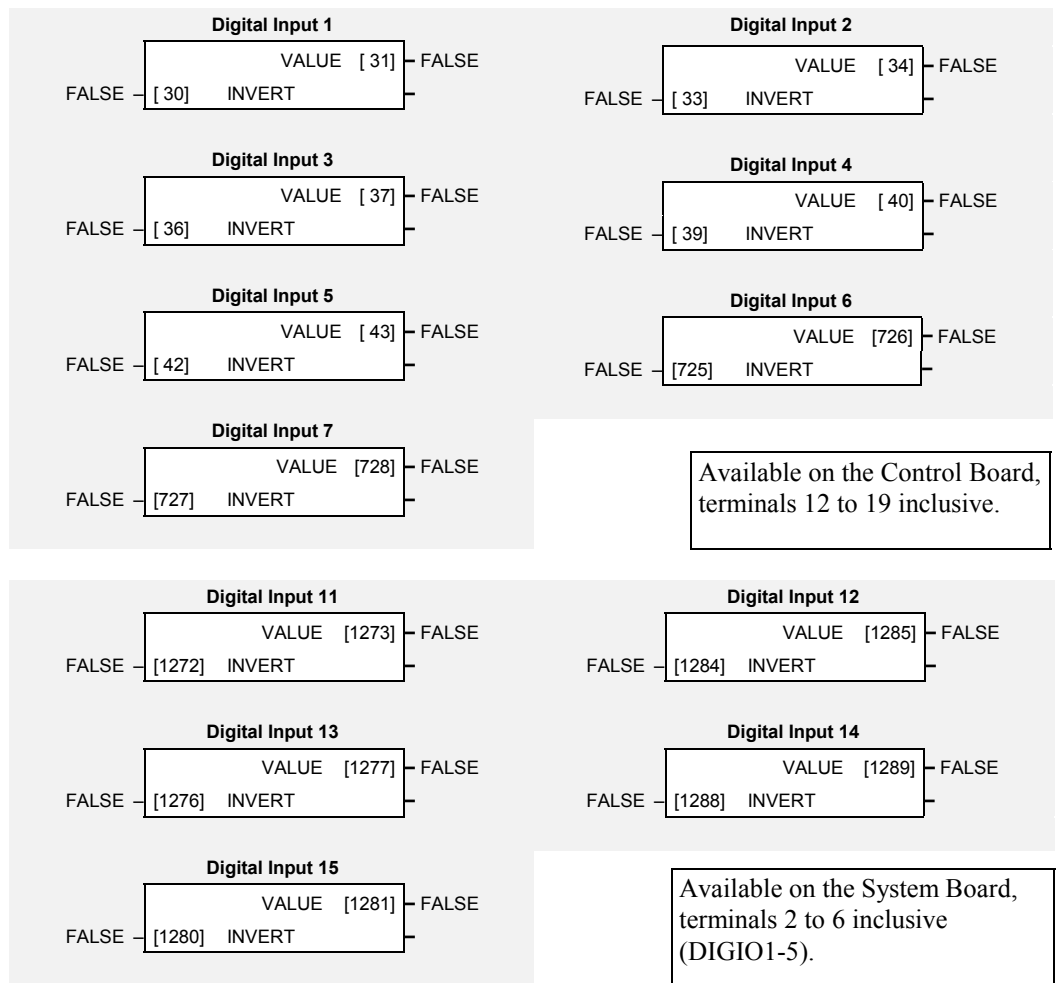 Digital Input 1
VALUE [ 31] FALSE
FALSE [ 30] INVERT
Digital Input 2
VALUE [ 34] FALSE
FALSE [ 33] INVERT
Digital Input 3
VALUE [ 37] FALSE
FALSE [ 36] INVERT
Digital Input 4
VALUE [ 40] FALSE
FALSE [ 39] INVERT
Digital Input 5
VALUE [ 43] FALSE
FALSE [ 42] INVERT
Digital Input 6
VALUE [726] FALSE
FALSE [725] INVERT
Digital Input 7
VALUE [728] FALSE
FALSE [727] INVERT
Available on the Control Board,
terminals 12 to 19 inclusive.
Digital Input 11
VALUE [1273] FALSE
FALSE [1272] INVERT
Digital Input 12
VALUE [1285] FALSE
FALSE [1284] INVERT
Digital Input 13
VALUE [1277] FALSE
FALSE [1276] INVERT
Digital Input 14
VALUE [1289] FALSE
FALSE [1288] INVERT
Digital Input 15
VALUE [1281] FALSE
FALSE [1280] INVERT
Available on the System Board,
terminals 2 to 6 inclusive
(DIGIO1-5).